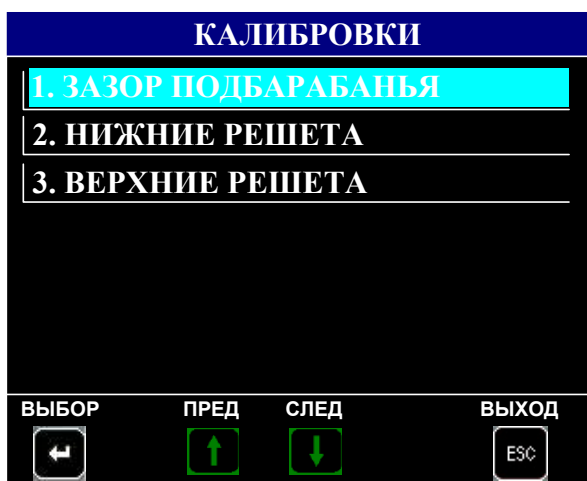 КАЛИБРОВКИ
1. ЗАЗОР ПОДБАРАБАНЬЯ
2. НИЖНИЕ РЕШЕТА
3. ВЕРХНИЕ РЕШЕТА
ВЫБОР ПРЕД СЛЕД ВЫХОД
ESC